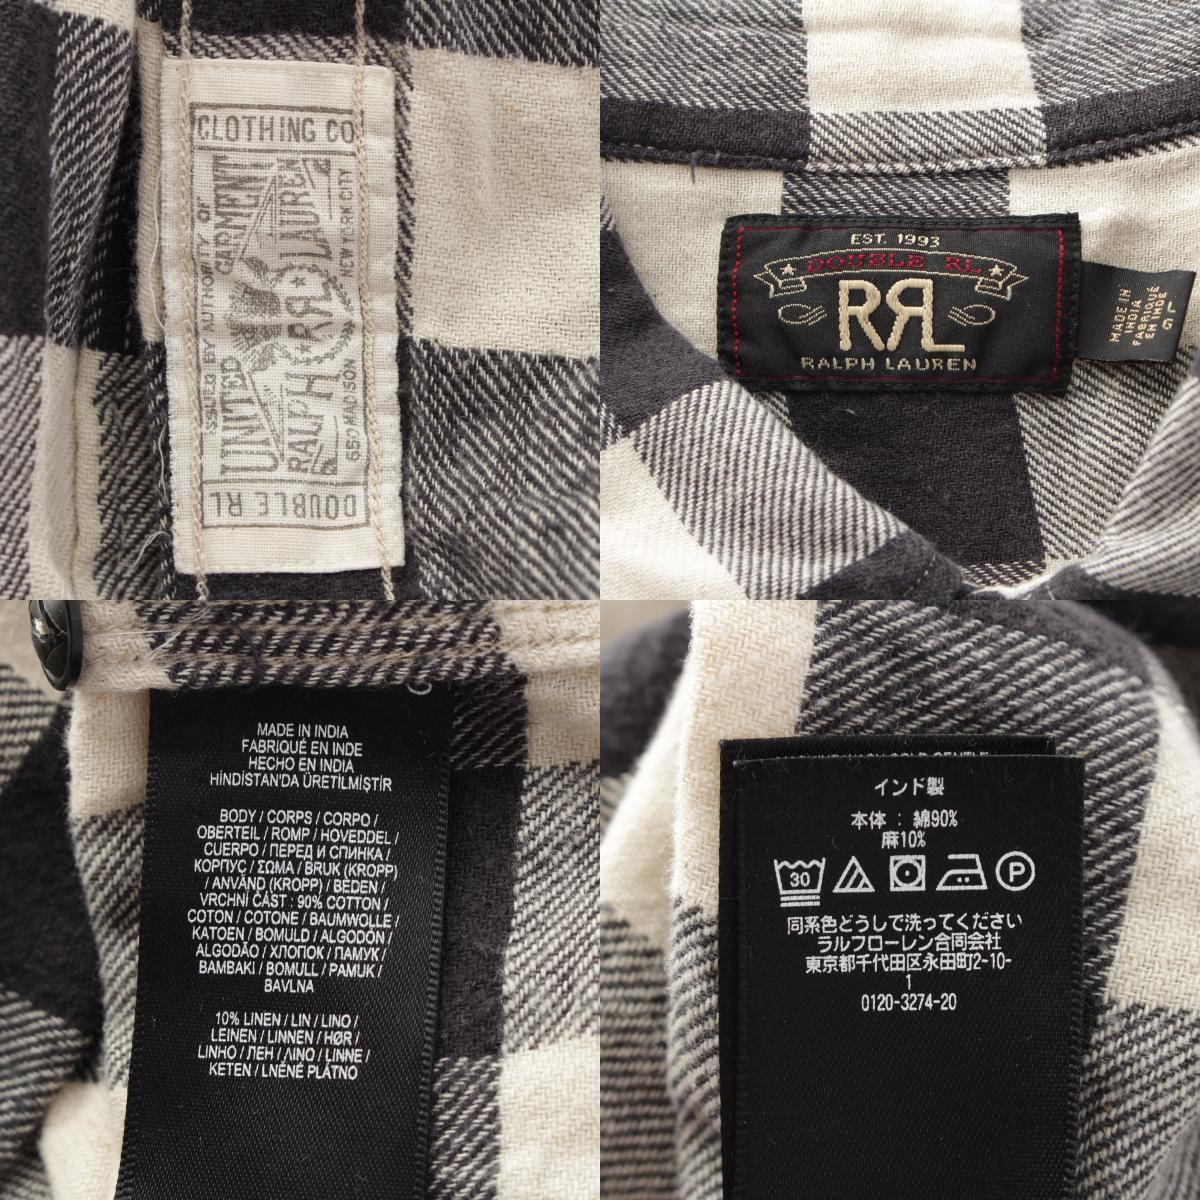 CLOTHING CO
ISSUED BY AUTHORITY OF
UNITED GARMENT
RRL
RALPH LAUREN
650 MADISON NEW YORK CITY
DOUBLE RL
EST. 1993
DOUBLE RL
RRL
RALPH LAUREN
MADE IN
INDIA
FABRIQUÉ
EN INDE
L
G
MADE IN INDIA
FABRIQUÉ EN INDE
HECHO EN INDIA
HİNDİSTAN'DA ÜRETİLMİŞTİR
BODY / CORPS / CORPO /
OBERTEIL / ROMP / HOVEDDEL /
CUERPO / ПЕРЕД И СПИНКА /
КОРПУС / ΣΩΜΑ / BRUK (KROPP)
/ ANVÄND (KROPP) / BEDEN /
VRCHNÍ ČÁST : 90% COTTON /
COTON / COTONE / BAUMWOLLE /
KATOEN / BOMULD / ALGODÓN /
ALGODÃO / ХЛОПОК / ПАМУК /
ΒΑΜΒΑΚΙ / BOMULL / PAMUK /
BAVLNA
10% LINEN / LIN / LINO /
LEINEN / LINNEN / HØR /
LINHO / ЛЕН / ΛΙΝΟ / LINNE /
KETEN / LNĚNÉ PLÁTNO
インド製
本体 : 綿90%
麻10%
30
P
同系色どうしで洗ってください
ラルフローレン合同会社
東京都千代田区永田町2-10-
1
0120-3274-20